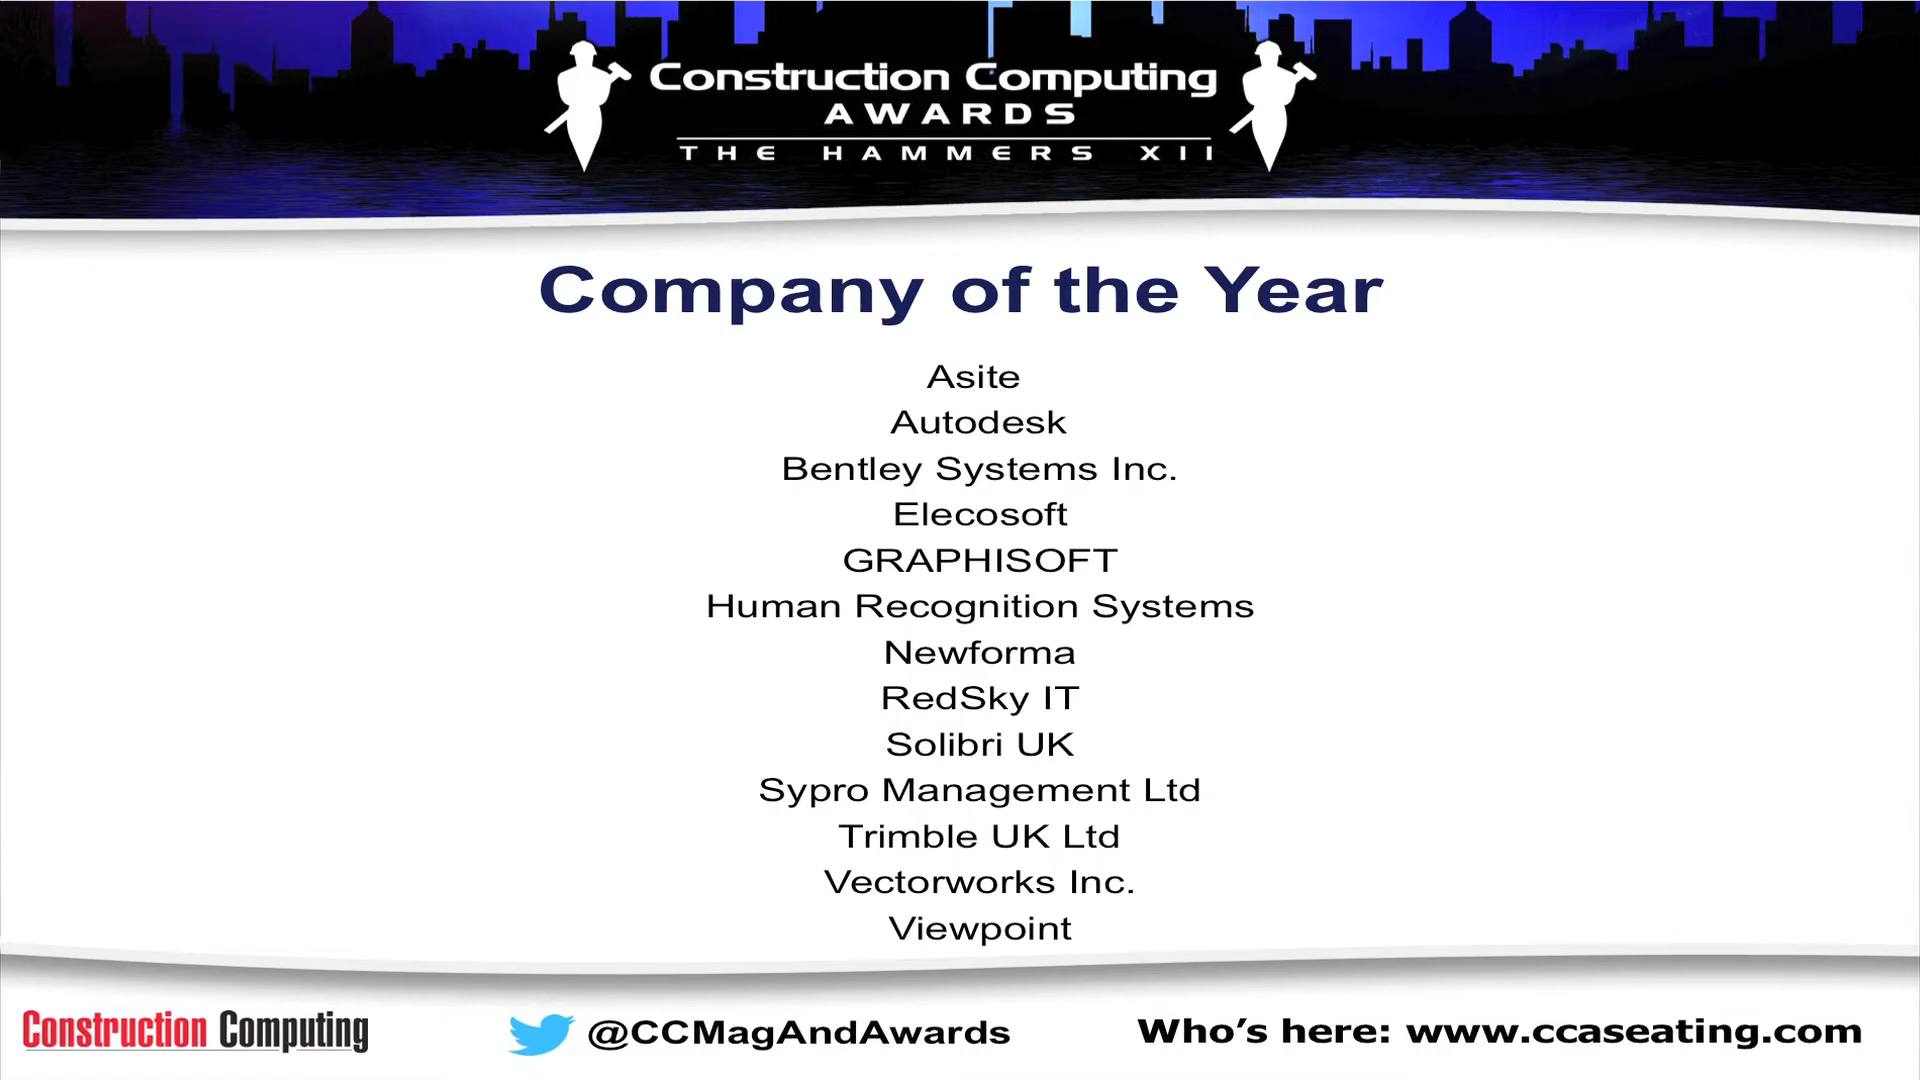 Construction Computing
AWARDS
THE HAMMERS XII
Company of the Year
Asite
Autodesk
Bentley Systems Inc.
Elecosoft
GRAPHISOFT
Human Recognition Systems
Newforma
RedSky IT
Solibri UK
Sypro Management Ltd
Trimble UK Ltd
Vectorworks Inc.
Viewpoint
Construction Computing
@CCMagAndAwards
Who’s here: www.ccaseating.com